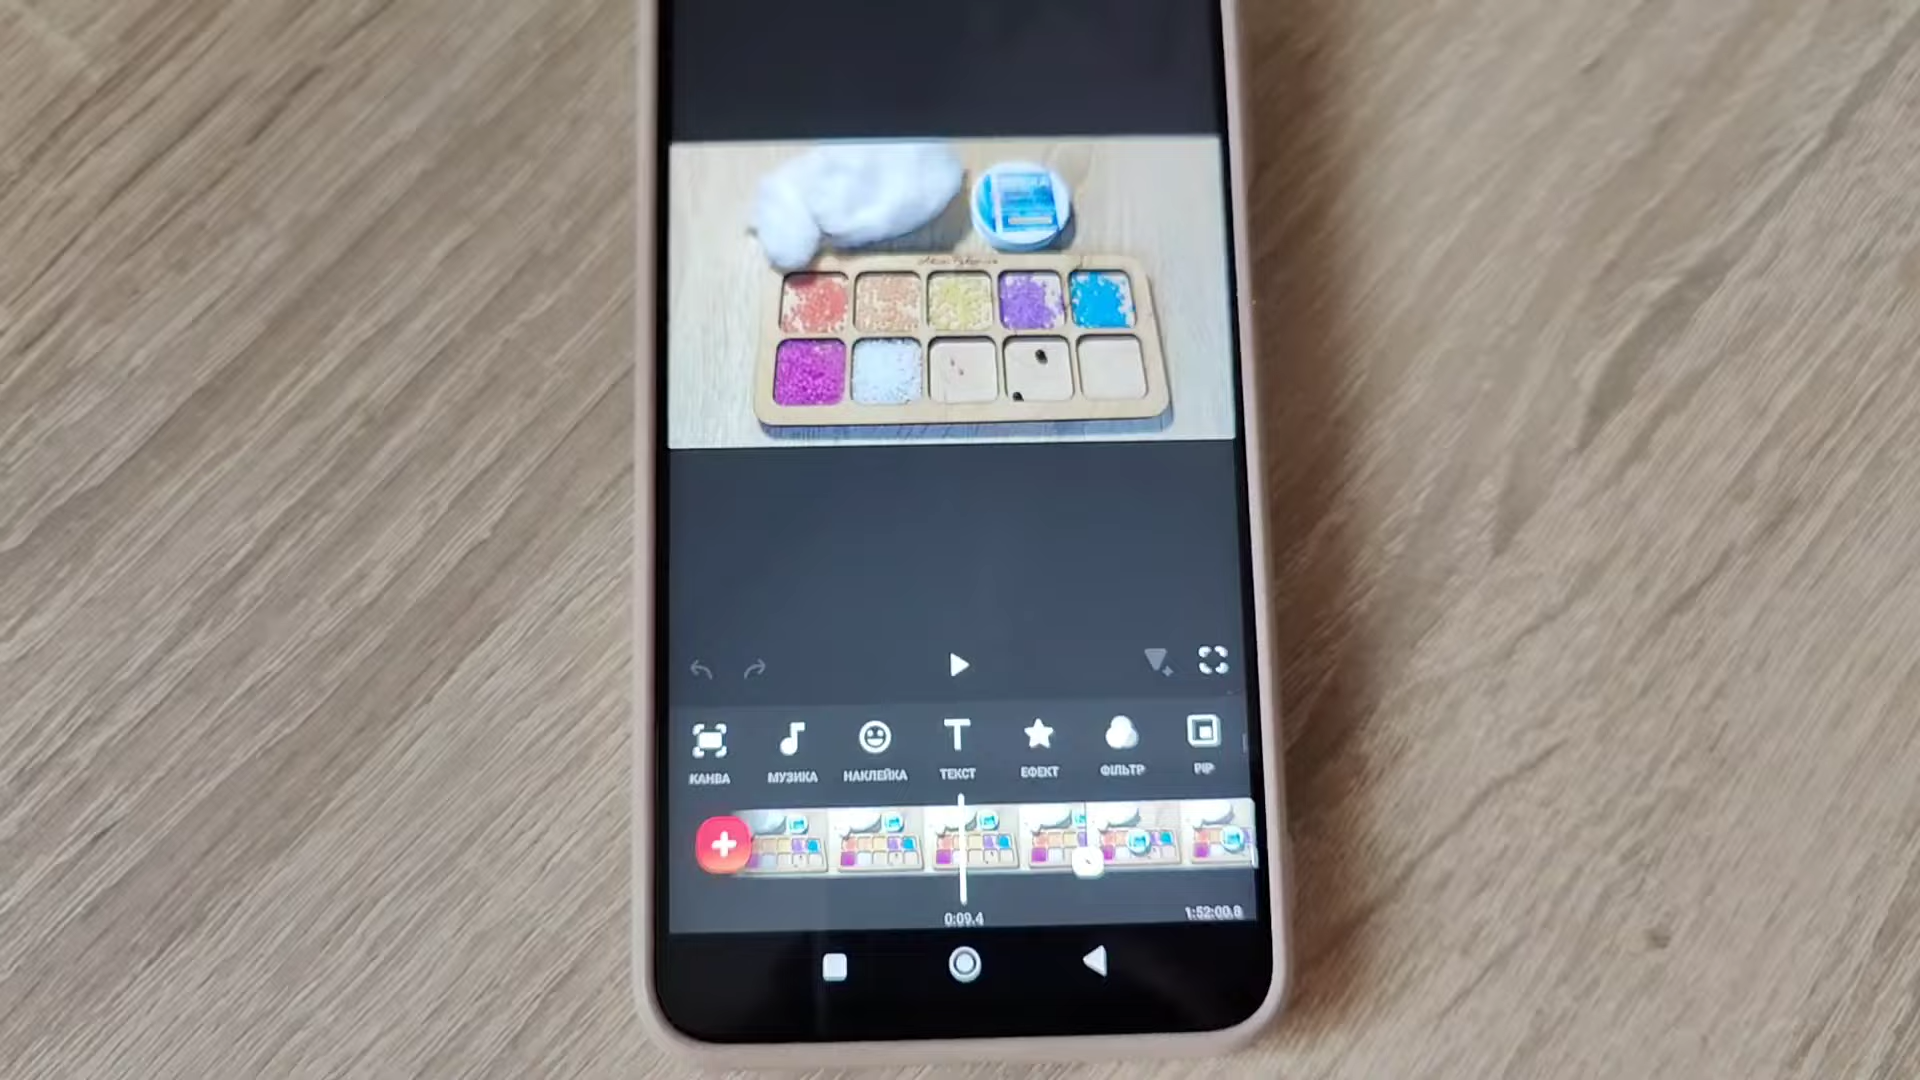 КАНВА
МУЗИКА
НАКЛЕЙКА
ТЕКСТ
ЕФЕКТ
ФІЛЬТР
PIP
0:09.4
1:52:00.8